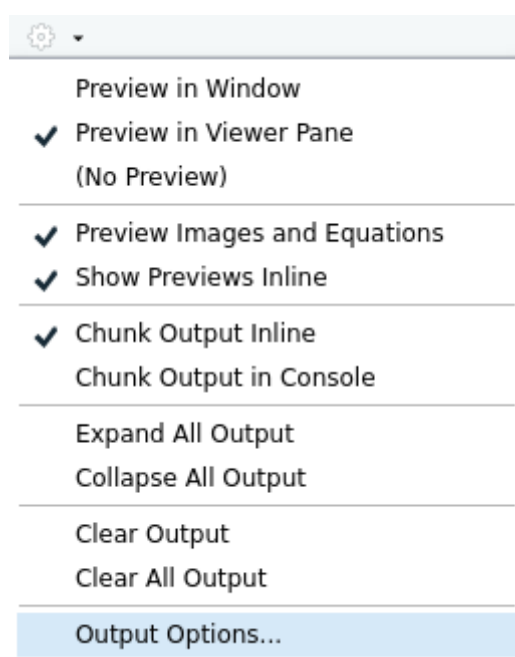 Preview in Window
Preview in Viewer Pane
(No Preview)
Preview Images and Equations
Show Previews Inline
Chunk Output Inline
Chunk Output in Console
Expand All Output
Collapse All Output
Clear Output
Clear All Output
Output Options...